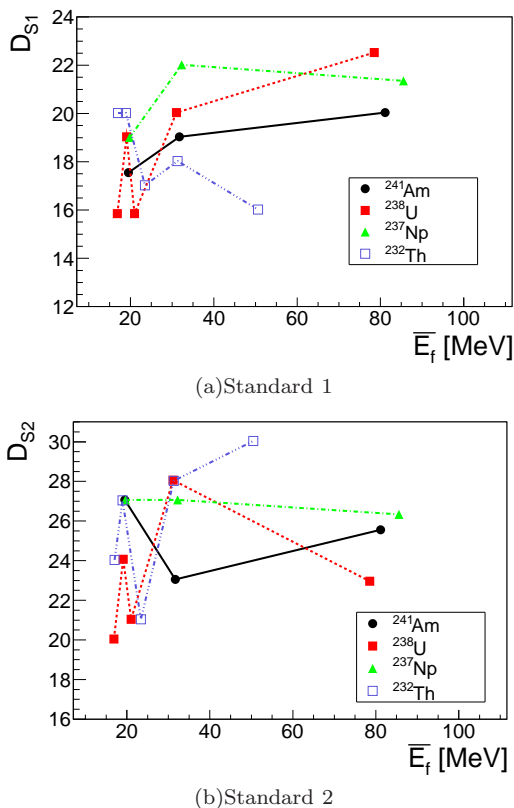 D_S1
24
22
20
18
16
14
12
²⁴¹Am
²³⁸U
²³⁷Np
²³²Th
20 40 60 80 100
E̅_f [MeV]
(a)Standard 1
D_S2
30
28
26
24
22
20
18
16
²⁴¹Am
²³⁸U
²³⁷Np
²³²Th
20 40 60 80 100
E̅_f [MeV]
(b)Standard 2